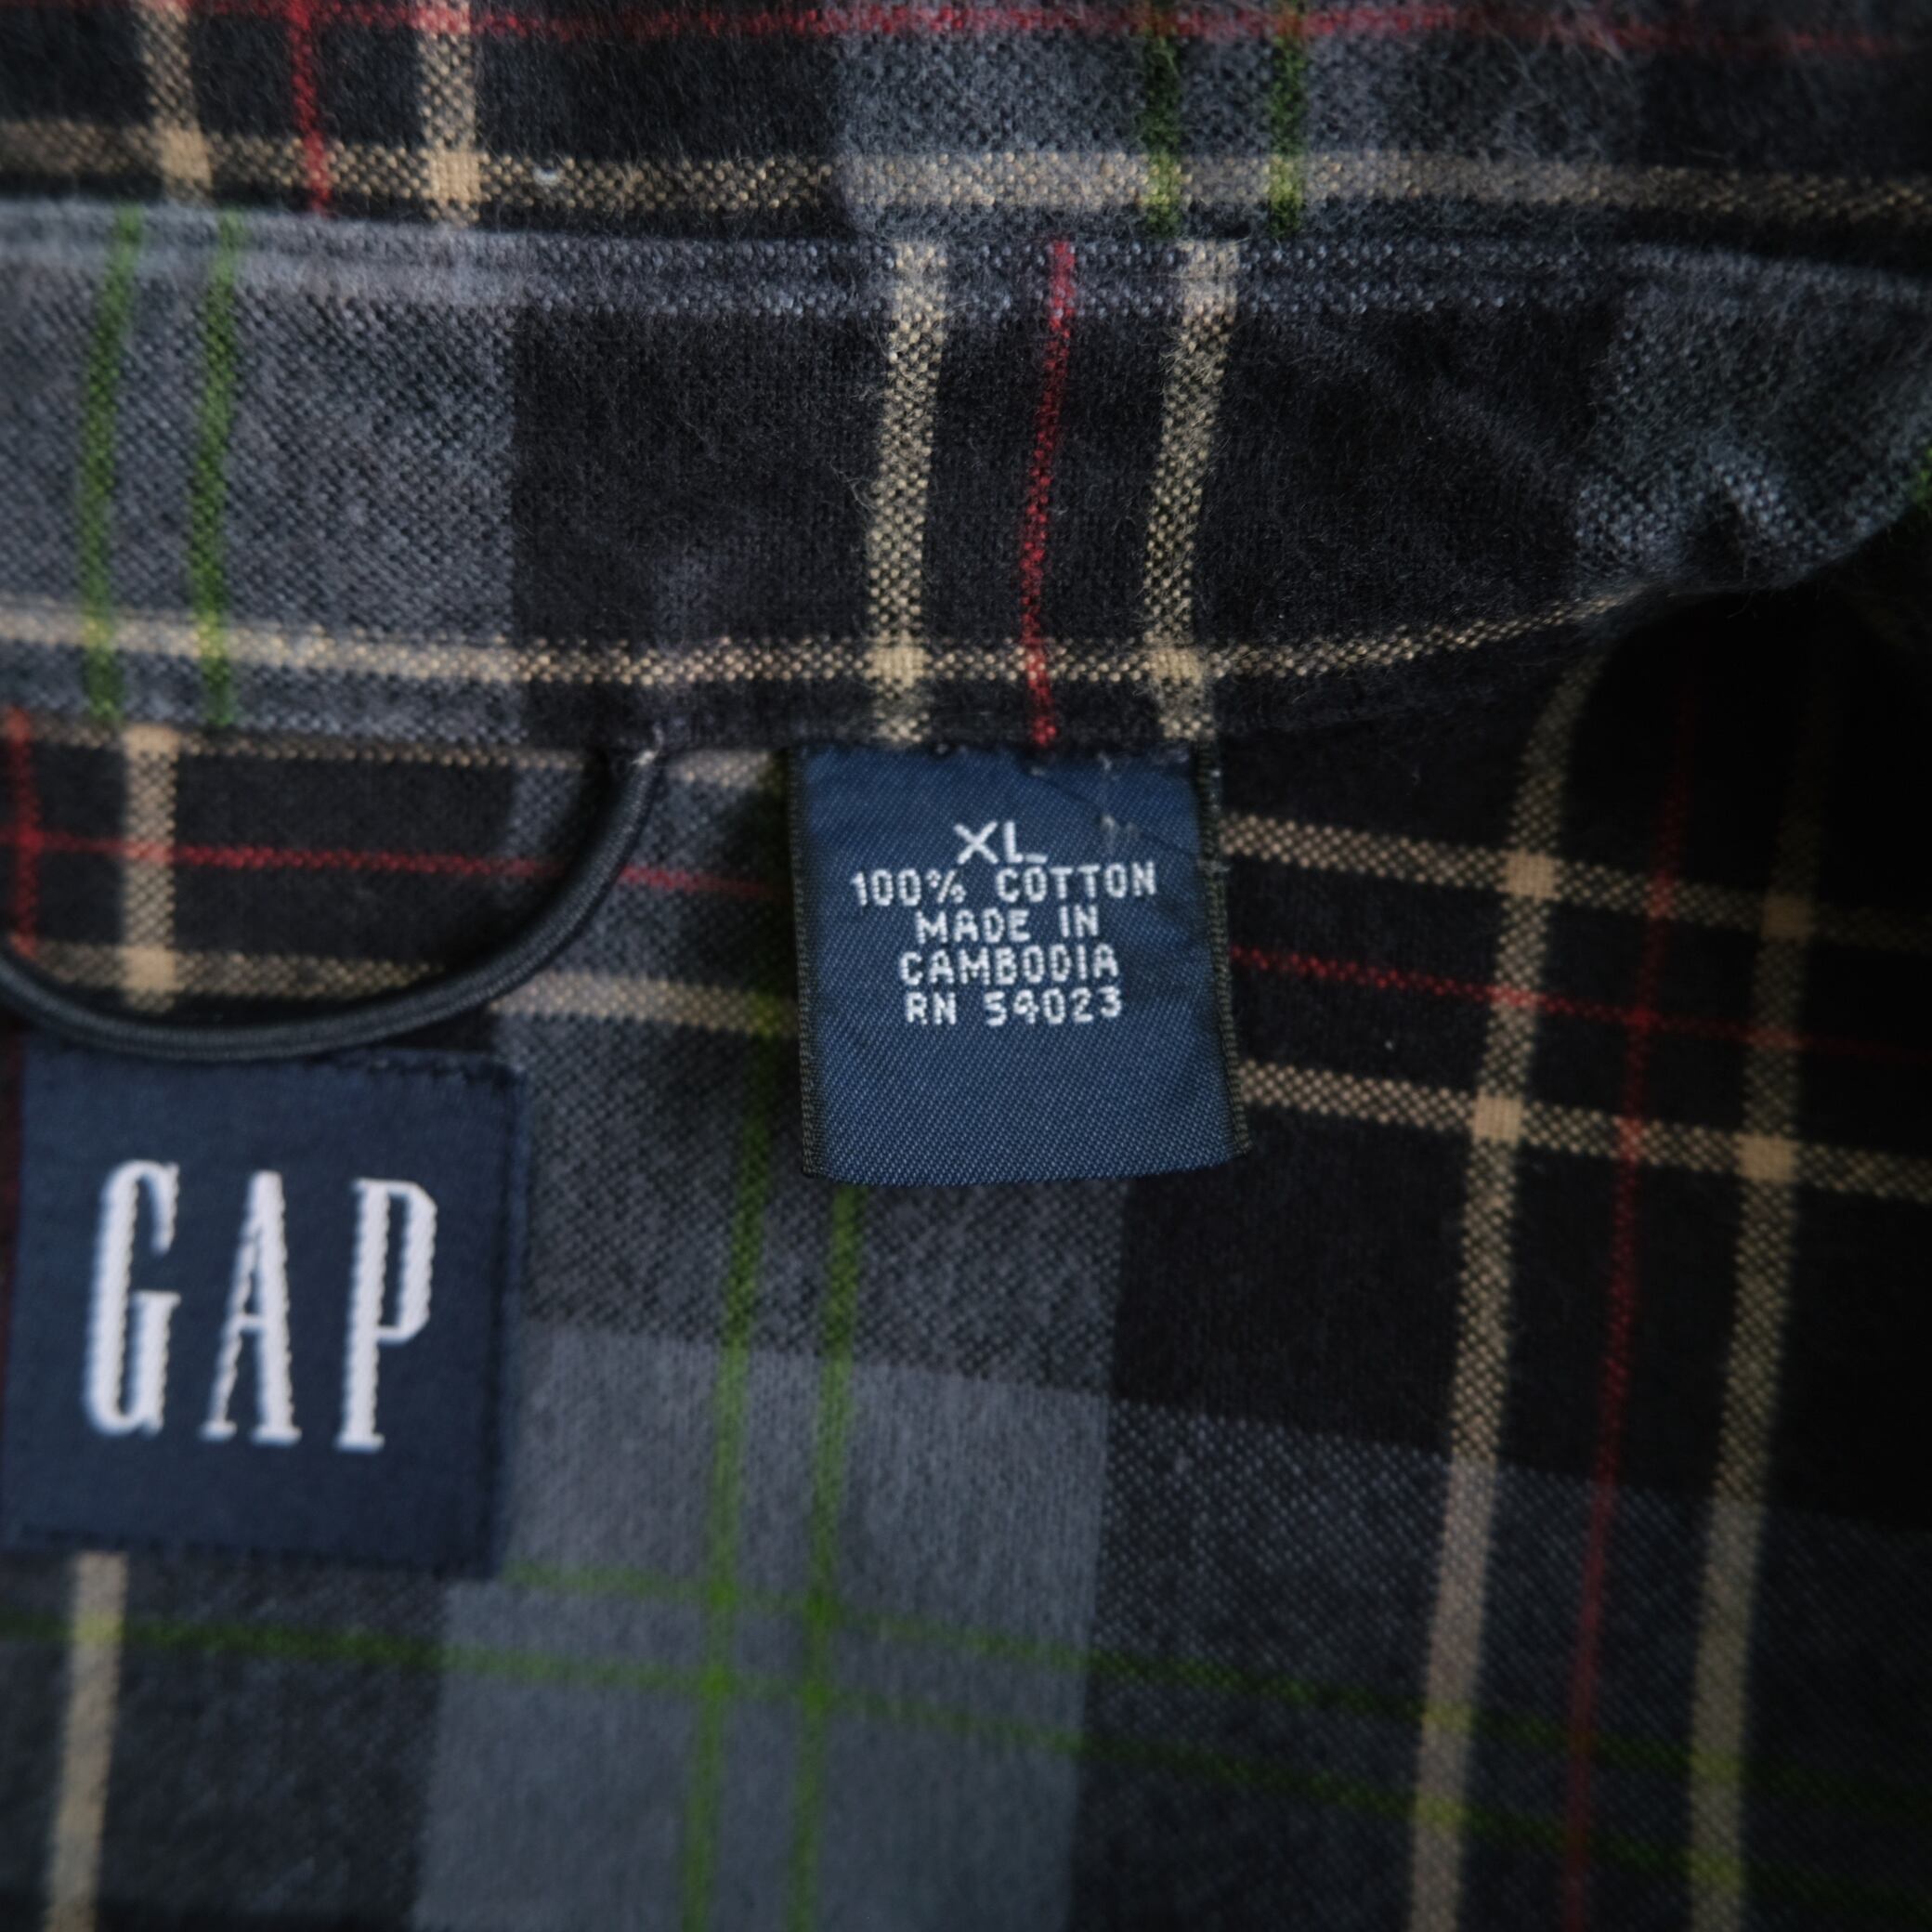 XL
100% COTTON
MADE IN
CAMBODIA
RN 54023
GAP